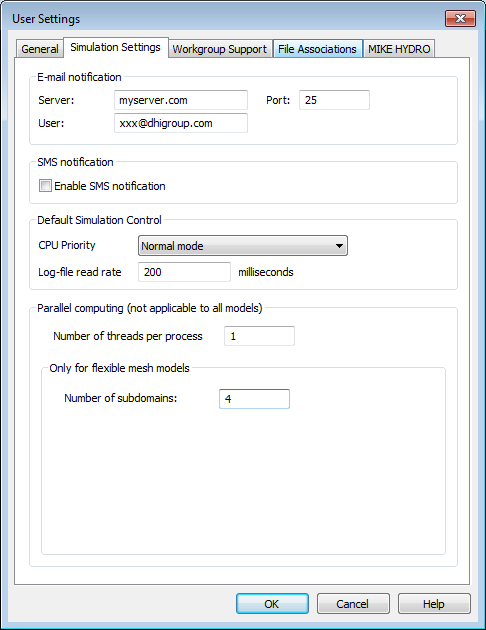 User Settings
General Simulation Settings Workgroup Support File Associations MIKE HYDRO
E-mail notification
Server: myserver.com Port: 25
User: xxx@dhigroup.com
SMS notification
Enable SMS notification
Default Simulation Control
CPU Priority Normal mode
Log-file read rate 200 milliseconds
Parallel computing (not applicable to all models)
Number of threads per process 1
Only for flexible mesh models
Number of subdomains: 4
OK Cancel Help